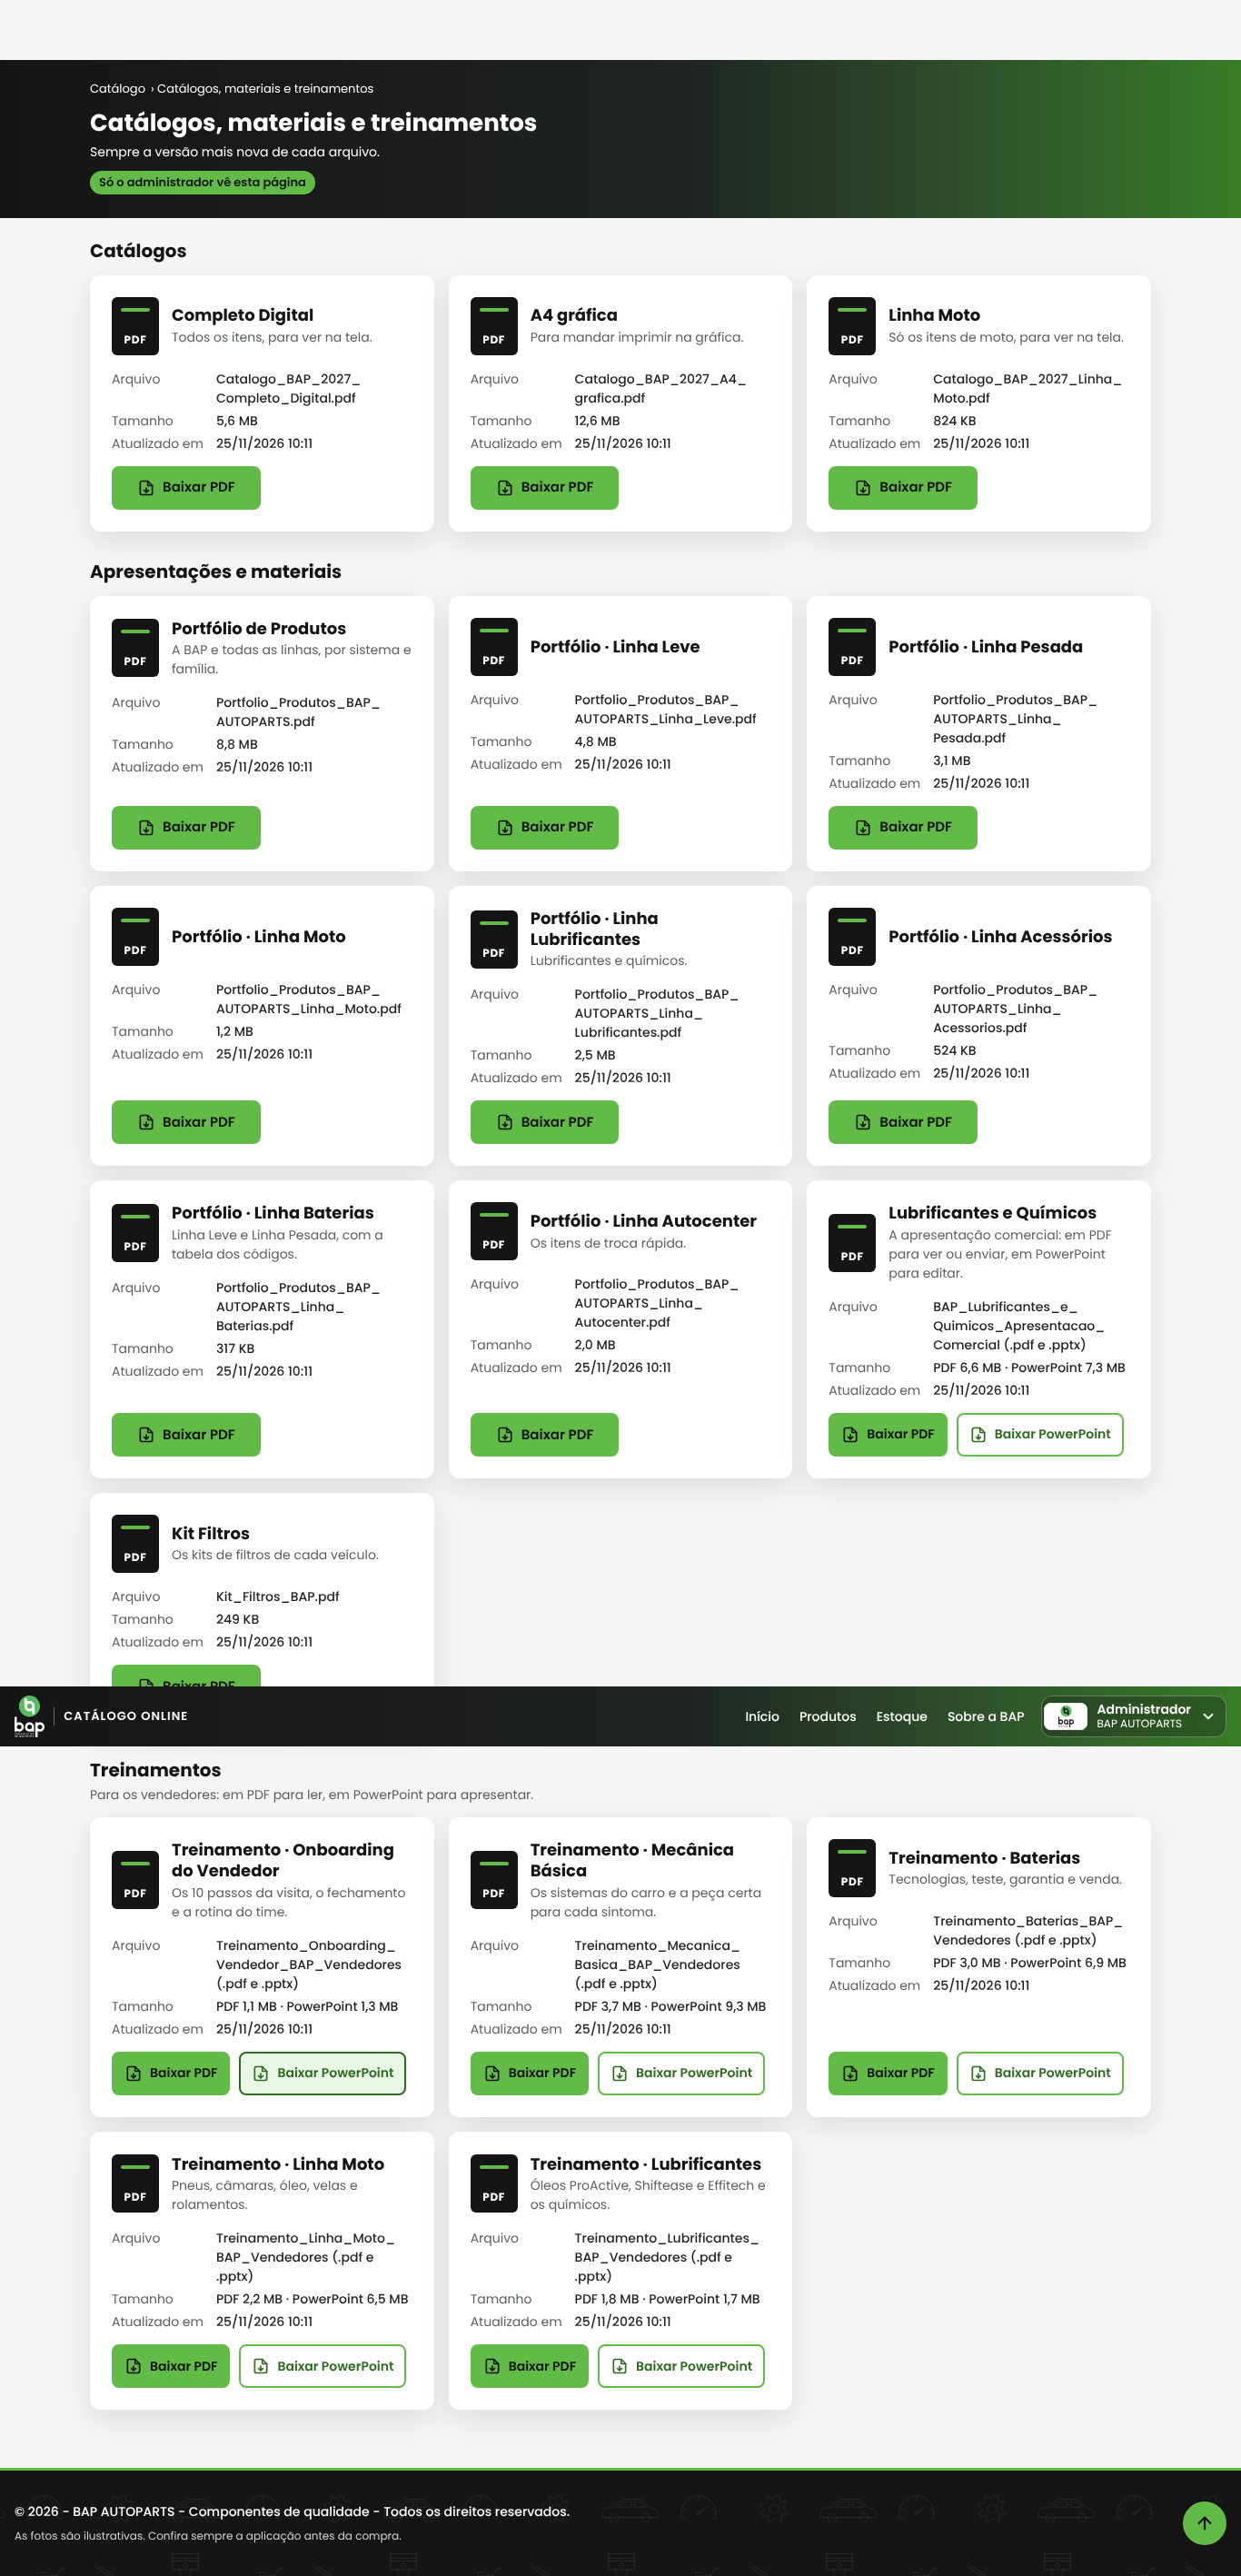 Catálogo › Catálogos, materiais e treinamentos
Catálogos, materiais e treinamentos
Sempre a versão mais nova de cada arquivo.
Só o administrador vê esta página
Catálogos
PDF
Completo Digital
Todos os itens, para ver na tela.
Arquivo Catalogo_BAP_2027_
Completo_Digital.pdf
Tamanho 5,6 MB
Atualizado em 25/11/2026 10:11
Baixar PDF
PDF
A4 gráfica
Para mandar imprimir na gráfica.
Arquivo Catalogo_BAP_2027_A4_
grafica.pdf
Tamanho 12,6 MB
Atualizado em 25/11/2026 10:11
Baixar PDF
PDF
Linha Moto
Só os itens de moto, para ver na tela.
Arquivo Catalogo_BAP_2027_Linha_
Moto.pdf
Tamanho 824 KB
Atualizado em 25/11/2026 10:11
Baixar PDF
Apresentações e materiais
PDF
Portfólio de Produtos
A BAP e todas as linhas, por sistema e
família.
Arquivo Portfolio_Produtos_BAP_
AUTOPARTS.pdf
Tamanho 8,8 MB
Atualizado em 25/11/2026 10:11
Baixar PDF
PDF
Portfólio · Linha Leve
Arquivo Portfolio_Produtos_BAP_
AUTOPARTS_Linha_Leve.pdf
Tamanho 4,8 MB
Atualizado em 25/11/2026 10:11
Baixar PDF
PDF
Portfólio · Linha Pesada
Arquivo Portfolio_Produtos_BAP_
AUTOPARTS_Linha_
Pesada.pdf
Tamanho 3,1 MB
Atualizado em 25/11/2026 10:11
Baixar PDF
PDF
Portfólio · Linha Moto
Arquivo Portfolio_Produtos_BAP_
AUTOPARTS_Linha_Moto.pdf
Tamanho 1,2 MB
Atualizado em 25/11/2026 10:11
Baixar PDF
PDF
Portfólio · Linha
Lubrificantes
Lubrificantes e químicos.
Arquivo Portfolio_Produtos_BAP_
AUTOPARTS_Linha_
Lubrificantes.pdf
Tamanho 2,5 MB
Atualizado em 25/11/2026 10:11
Baixar PDF
PDF
Portfólio · Linha Acessórios
Arquivo Portfolio_Produtos_BAP_
AUTOPARTS_Linha_
Acessorios.pdf
Tamanho 524 KB
Atualizado em 25/11/2026 10:11
Baixar PDF
PDF
Portfólio · Linha Baterias
Linha Leve e Linha Pesada, com a
tabela dos códigos.
Arquivo Portfolio_Produtos_BAP_
AUTOPARTS_Linha_
Baterias.pdf
Tamanho 317 KB
Atualizado em 25/11/2026 10:11
Baixar PDF
PDF
Portfólio · Linha Autocenter
Os itens de troca rápida.
Arquivo Portfolio_Produtos_BAP_
AUTOPARTS_Linha_
Autocenter.pdf
Tamanho 2,0 MB
Atualizado em 25/11/2026 10:11
Baixar PDF
PDF
Lubrificantes e Químicos
A apresentação comercial: em PDF
para ver ou enviar, em PowerPoint
para editar.
Arquivo BAP_Lubrificantes_e_
Quimicos_Apresentacao_
Comercial (.pdf e .pptx)
Tamanho PDF 6,6 MB · PowerPoint 7,3 MB
Atualizado em 25/11/2026 10:11
Baixar PDF Baixar PowerPoint
PDF
Kit Filtros
Os kits de filtros de cada veículo.
Arquivo Kit_Filtros_BAP.pdf
Tamanho 249 KB
Atualizado em 25/11/2026 10:11
Baixar PDF
bap CATÁLOGO ONLINE Início Produtos Estoque Sobre a BAP bap Administrador
BAP AUTOPARTS
Treinamentos
Para os vendedores: em PDF para ler, em PowerPoint para apresentar.
PDF
Treinamento · Onboarding
do Vendedor
Os 10 passos da visita, o fechamento
e a rotina do time.
Arquivo Treinamento_Onboarding_
Vendedor_BAP_Vendedores
(.pdf e .pptx)
Tamanho PDF 1,1 MB · PowerPoint 1,3 MB
Atualizado em 25/11/2026 10:11
Baixar PDF Baixar PowerPoint
PDF
Treinamento · Mecânica
Básica
Os sistemas do carro e a peça certa
para cada sintoma.
Arquivo Treinamento_Mecanica_
Basica_BAP_Vendedores
(.pdf e .pptx)
Tamanho PDF 3,7 MB · PowerPoint 9,3 MB
Atualizado em 25/11/2026 10:11
Baixar PDF Baixar PowerPoint
PDF
Treinamento · Baterias
Tecnologias, teste, garantia e venda.
Arquivo Treinamento_Baterias_BAP_
Vendedores (.pdf e .pptx)
Tamanho PDF 3,0 MB · PowerPoint 6,9 MB
Atualizado em 25/11/2026 10:11
Baixar PDF Baixar PowerPoint
PDF
Treinamento · Linha Moto
Pneus, câmaras, óleo, velas e
rolamentos.
Arquivo Treinamento_Linha_Moto_
BAP_Vendedores (.pdf e
.pptx)
Tamanho PDF 2,2 MB · PowerPoint 6,5 MB
Atualizado em 25/11/2026 10:11
Baixar PDF Baixar PowerPoint
PDF
Treinamento · Lubrificantes
Óleos ProActive, Shiftease e Effitech e
os químicos.
Arquivo Treinamento_Lubrificantes_
BAP_Vendedores (.pdf e
.pptx)
Tamanho PDF 1,8 MB · PowerPoint 1,7 MB
Atualizado em 25/11/2026 10:11
Baixar PDF Baixar PowerPoint
© 2026 - BAP AUTOPARTS - Componentes de qualidade - Todos os direitos reservados.
As fotos são ilustrativas. Confira sempre a aplicação antes da compra.